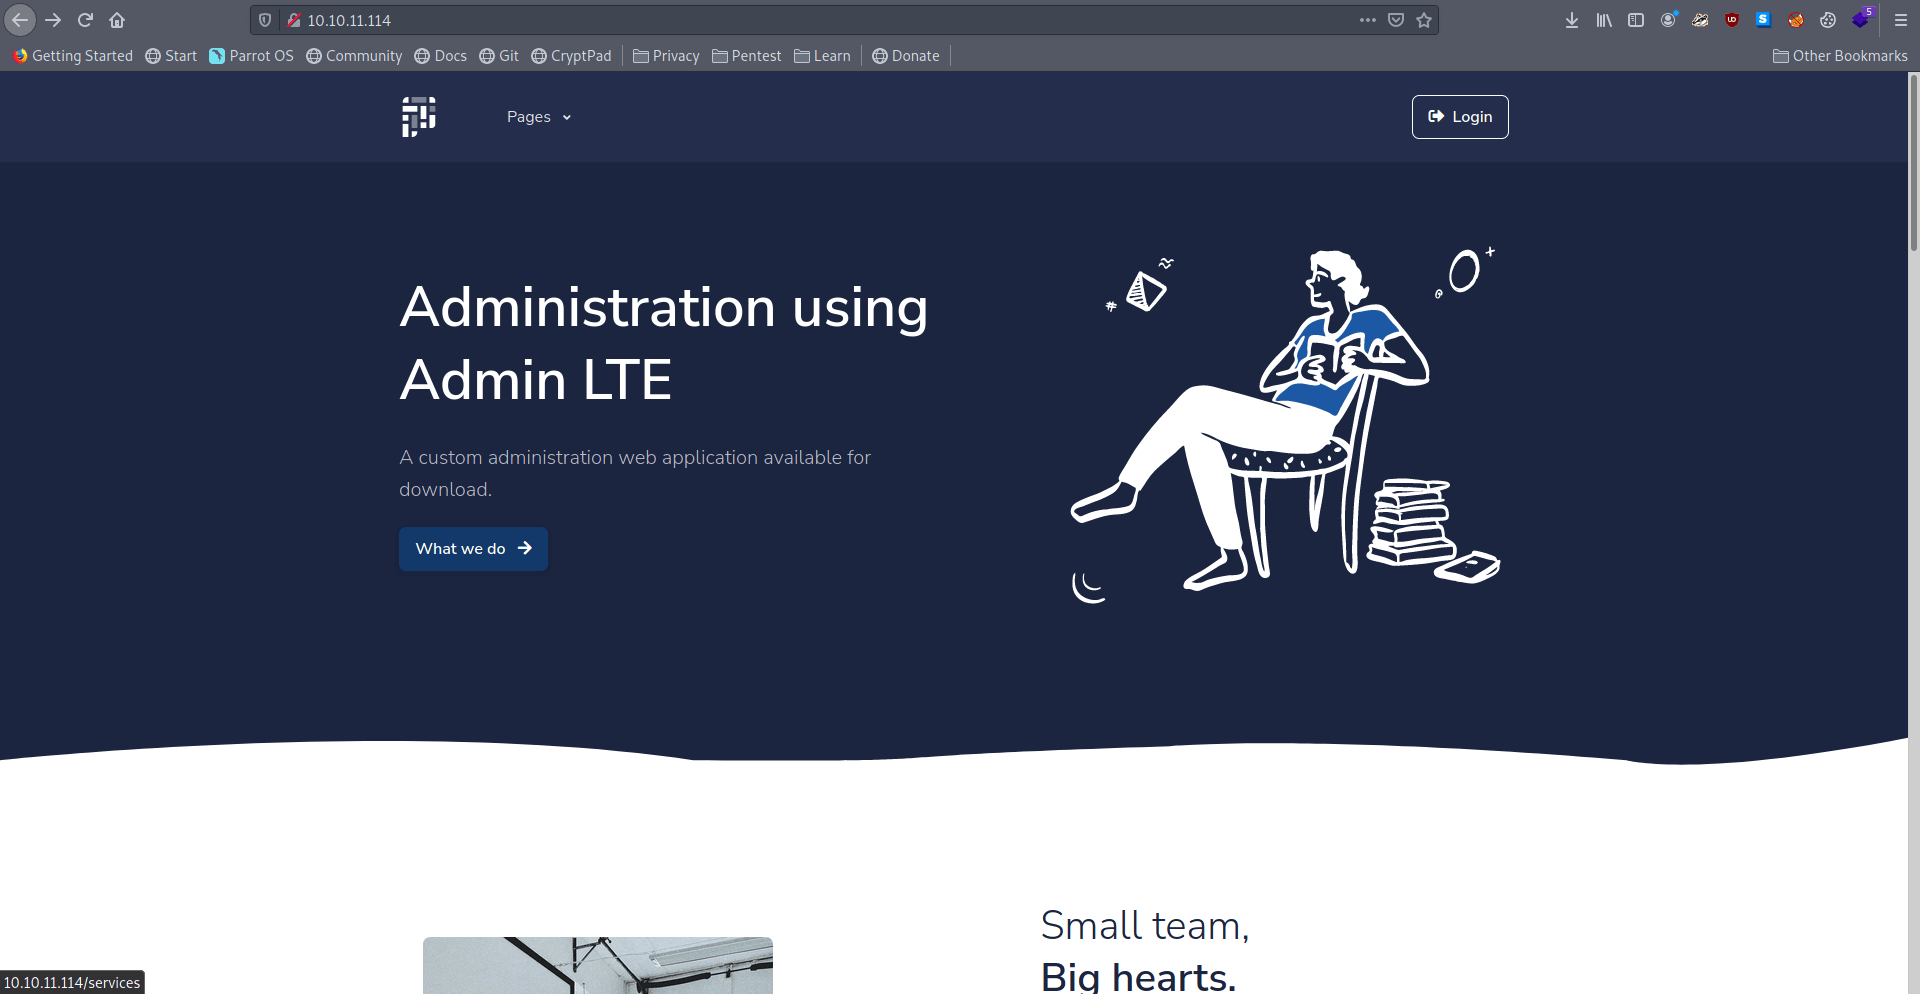 10.10.11.114
5
Getting Started Start Parrot OS Community Docs Git CryptPad Privacy Pentest Learn Donate Other Bookmarks
Pages Login
Administration using
Admin LTE
A custom administration web application available for
download.
What we do
Small team,
Big hearts.
10.10.11.114/services